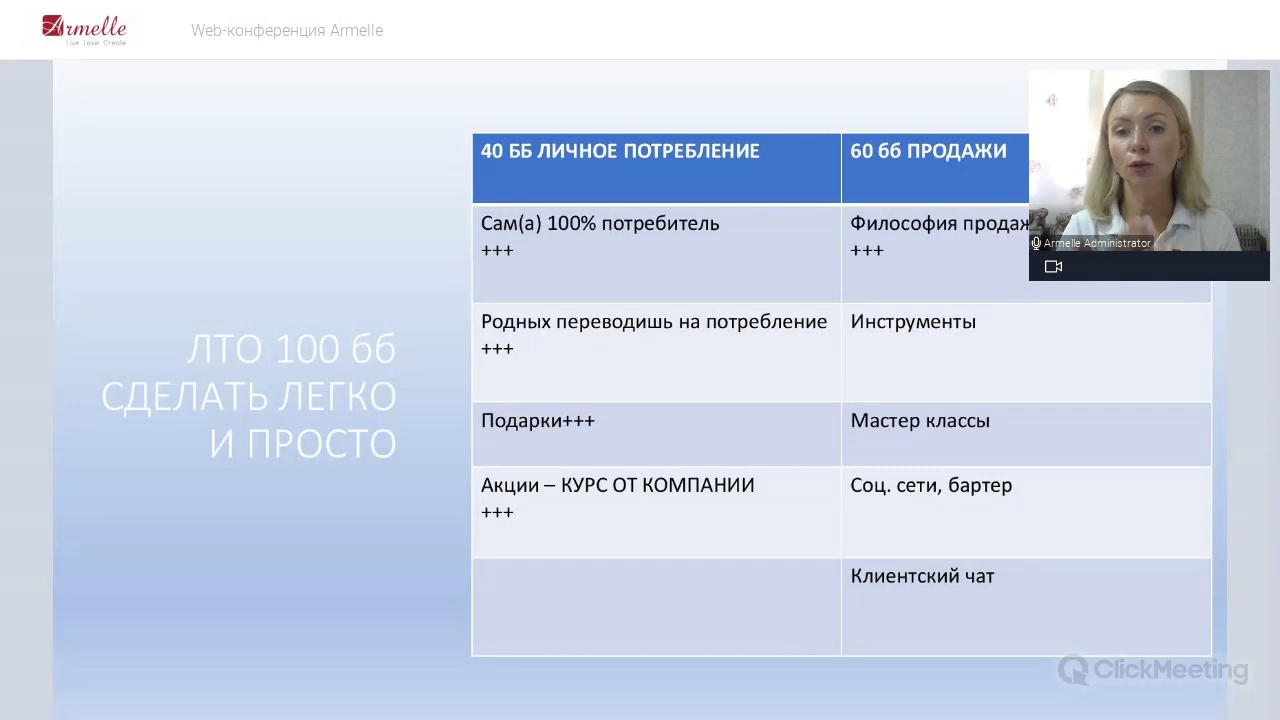 Armelle
Live Love Create
Web-конференция Armelle
ЛТО 100 бб
СДЕЛАТЬ ЛЕГКО
И ПРОСТО
40 ББ ЛИЧНОЕ ПОТРЕБЛЕНИЕ
60 бб ПРОДАЖИ
Сам(а) 100% потребитель
+++
Философия продаж
+++
Родных переводишь на потребление
+++
Инструменты
Подарки+++
Мастер классы
Акции – КУРС ОТ КОМПАНИИ
+++
Соц. сети, бартер
Клиентский чат
Armelle Administrator
ClickMeeting